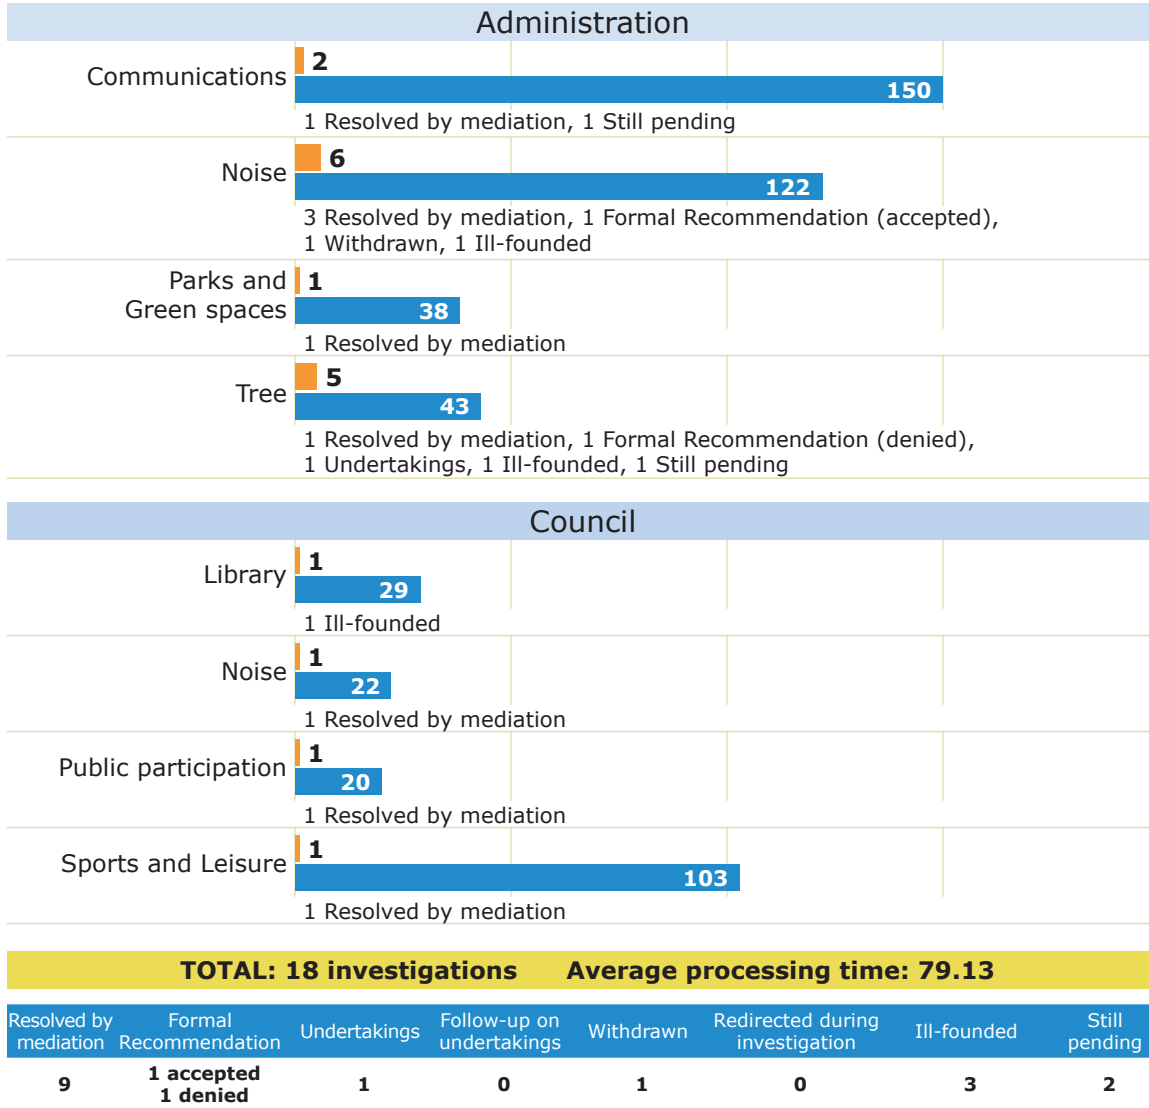 Administration
Communications
2
150
1 Resolved by mediation, 1 Still pending
Noise
6
122
3 Resolved by mediation, 1 Formal Recommendation (accepted),
1 Withdrawn, 1 Ill-founded
Parks and
Green spaces
1
38
1 Resolved by mediation
Tree
5
43
1 Resolved by mediation, 1 Formal Recommendation (denied),
1 Undertakings, 1 Ill-founded, 1 Still pending
Council
Library
1
29
1 Ill-founded
Noise
1
22
1 Resolved by mediation
Public participation
1
20
1 Resolved by mediation
Sports and Leisure
1
103
1 Resolved by mediation
TOTAL: 18 investigations Average processing time: 79.13
Resolved by
mediation
Formal
Recommendation
Undertakings
Follow-up on
undertakings
Withdrawn
Redirected during
investigation
Ill-founded
Still
pending
9
1 accepted
1 denied
1
0
1
0
3
2